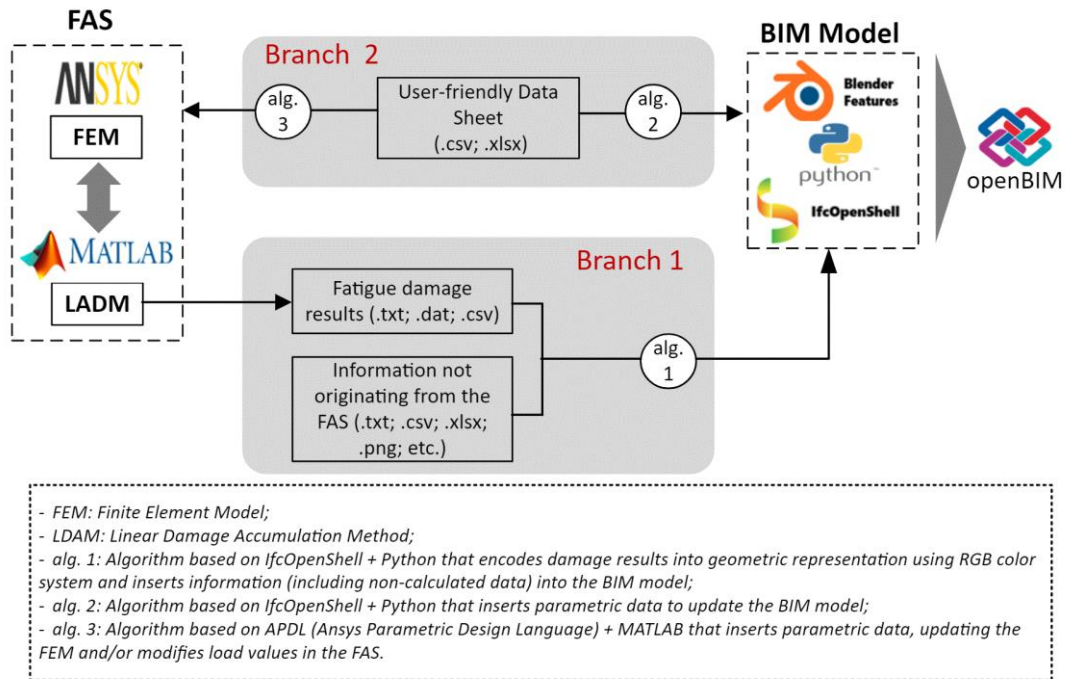 FAS
ANSYS
FEM
MATLAB
LADM
Branch 2
alg.
3
User-friendly Data
Sheet
(.csv; .xlsx)
alg.
2
BIM Model
Blender
Features
python™
IfcOpenShell
openBIM
Branch 1
Fatigue damage
results (.txt; .dat; .csv)
Information not
originating from the
FAS (.txt; .csv; .xlsx;
.png; etc.)
alg.
1
- FEM: Finite Element Model;
- LDAM: Linear Damage Accumulation Method;
- alg. 1: Algorithm based on IfcOpenShell + Python that encodes damage results into geometric representation using RGB color
system and inserts information (including non-calculated data) into the BIM model;
- alg. 2: Algorithm based on IfcOpenShell + Python that inserts parametric data to update the BIM model;
- alg. 3: Algorithm based on APDL (Ansys Parametric Design Language) + MATLAB that inserts parametric data, updating the
FEM and/or modifies load values in the FAS.